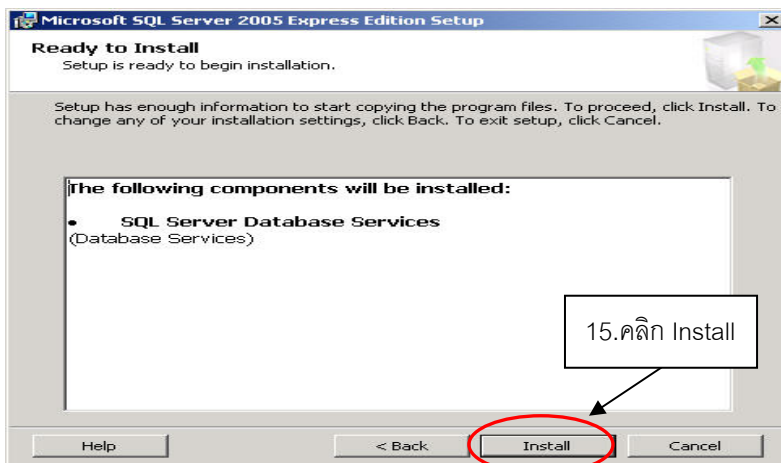 Microsoft SQL Server 2005 Express Edition Setup
Ready to Install
Setup is ready to begin installation.
Setup has enough information to start copying the program files. To proceed, click Install. To
change any of your installation settings, click Back. To exit setup, click Cancel.
The following components will be installed:
• SQL Server Database Services
(Database Services)
15.คลิก Install
Help
< Back
Install
Cancel